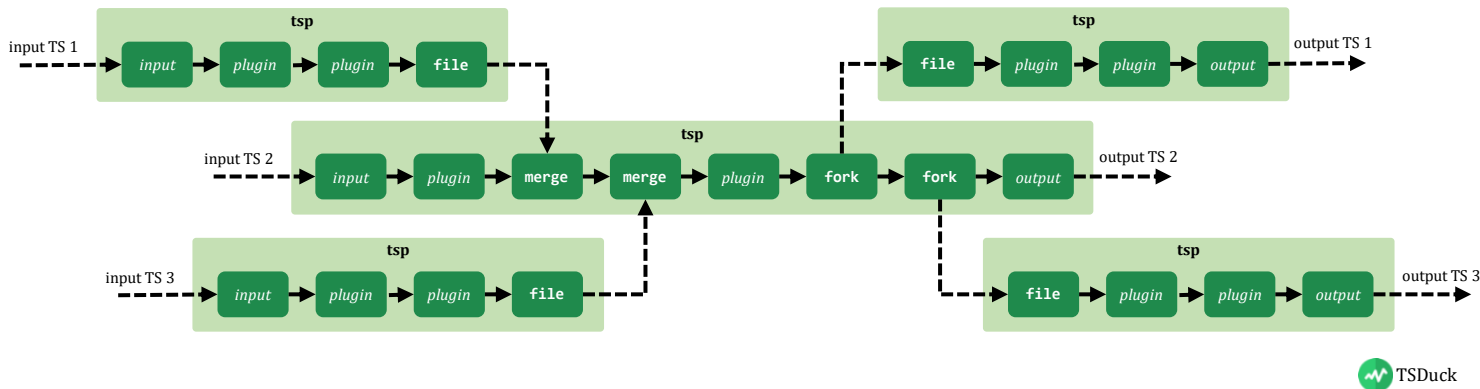 tsp
input TS 1
input
plugin
plugin
file
tsp
file
plugin
plugin
output
output TS 1
tsp
input TS 2
input
plugin
merge
merge
plugin
fork
fork
output
output TS 2
tsp
input TS 3
input
plugin
plugin
file
tsp
file
plugin
plugin
output
output TS 3
TSDuck